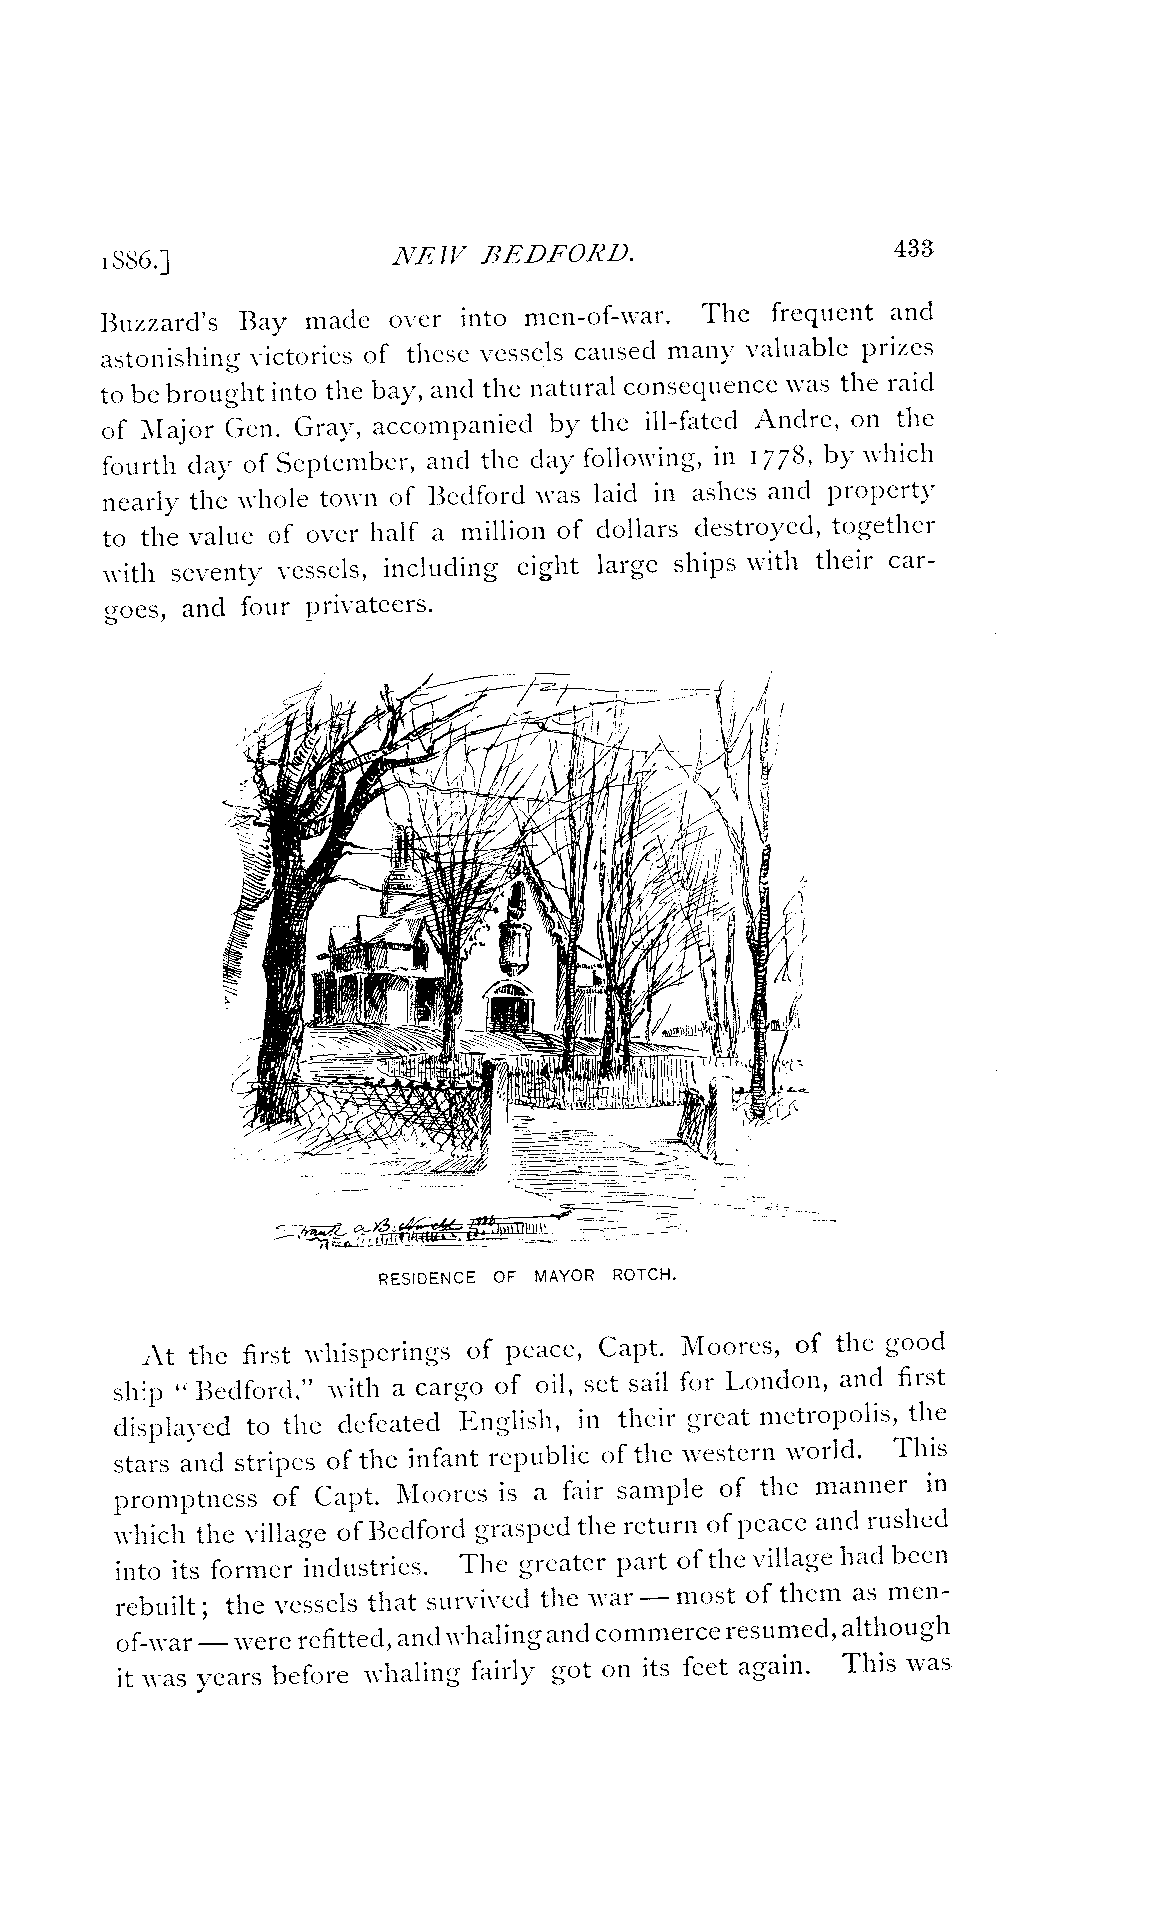 1886.] NEW BEDFORD. 433
Buzzard's Bay made over into men-of-war. The frequent and
astonishing victories of these vessels caused many valuable prizes
to be brought into the bay, and the natural consequence was the raid
of Major Gen. Gray, accompanied by the ill-fated Andre, on the
fourth day of September, and the day following, in 1778, by which
nearly the whole town of Bedford was laid in ashes and property
to the value of over half a million of dollars destroyed, together
with seventy vessels, including eight large ships with their car-
goes, and four privateers.
Frank A B.
RESIDENCE OF MAYOR ROTCH.
At the first whisperings of peace, Capt. Moores, of the good
ship "Bedford," with a cargo of oil, set sail for London, and first
displayed to the defeated English, in their great metropolis, the
stars and stripes of the infant republic of the western world. This
promptness of Capt. Moores is a fair sample of the manner in
which the village of Bedford grasped the return of peace and rushed
into its former industries. The greater part of the village had been
rebuilt; the vessels that survived the war — most of them as men-
of-war — were refitted, and whaling and commerce resumed, although
it was years before whaling fairly got on its feet again. This was